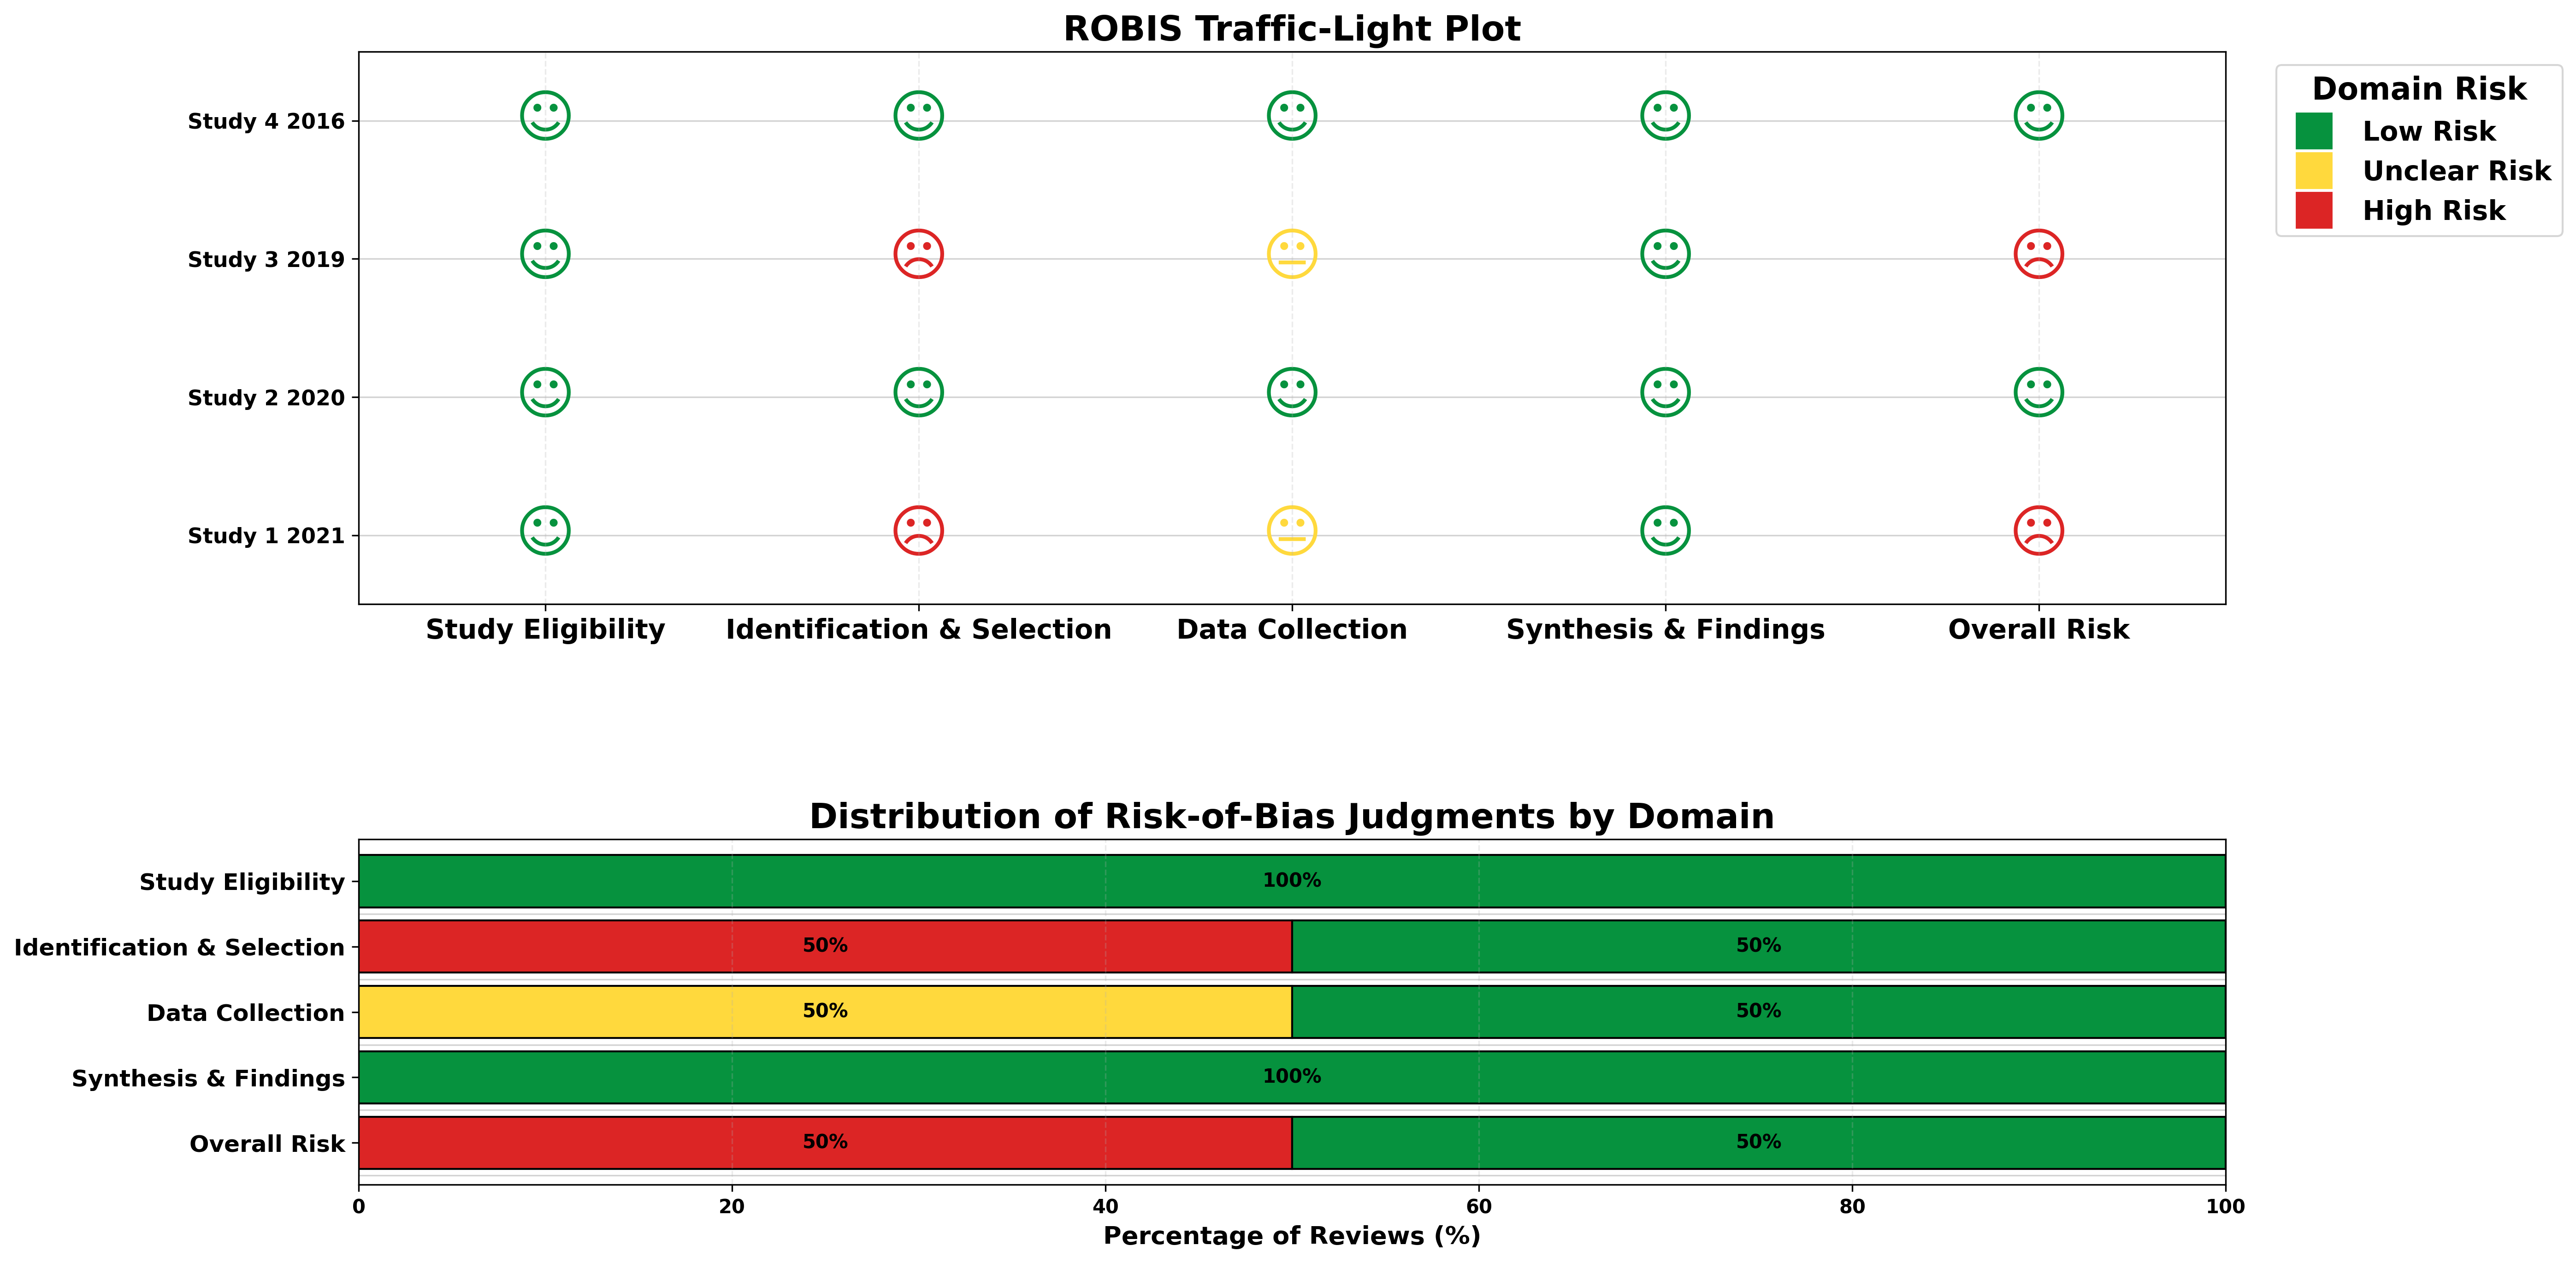 ROBIS Traffic-Light Plot
Study 4 2016
Study 3 2019
Study 2 2020
Study 1 2021
Study Eligibility
Identification & Selection
Data Collection
Synthesis & Findings
Overall Risk
Domain Risk
Low Risk
Unclear Risk
High Risk
Distribution of Risk-of-Bias Judgments by Domain
Study Eligibility
100%
Identification & Selection
50%
50%
Data Collection
50%
50%
Synthesis & Findings
100%
Overall Risk
50%
50%
0
20
40
60
80
100
Percentage of Reviews (%)